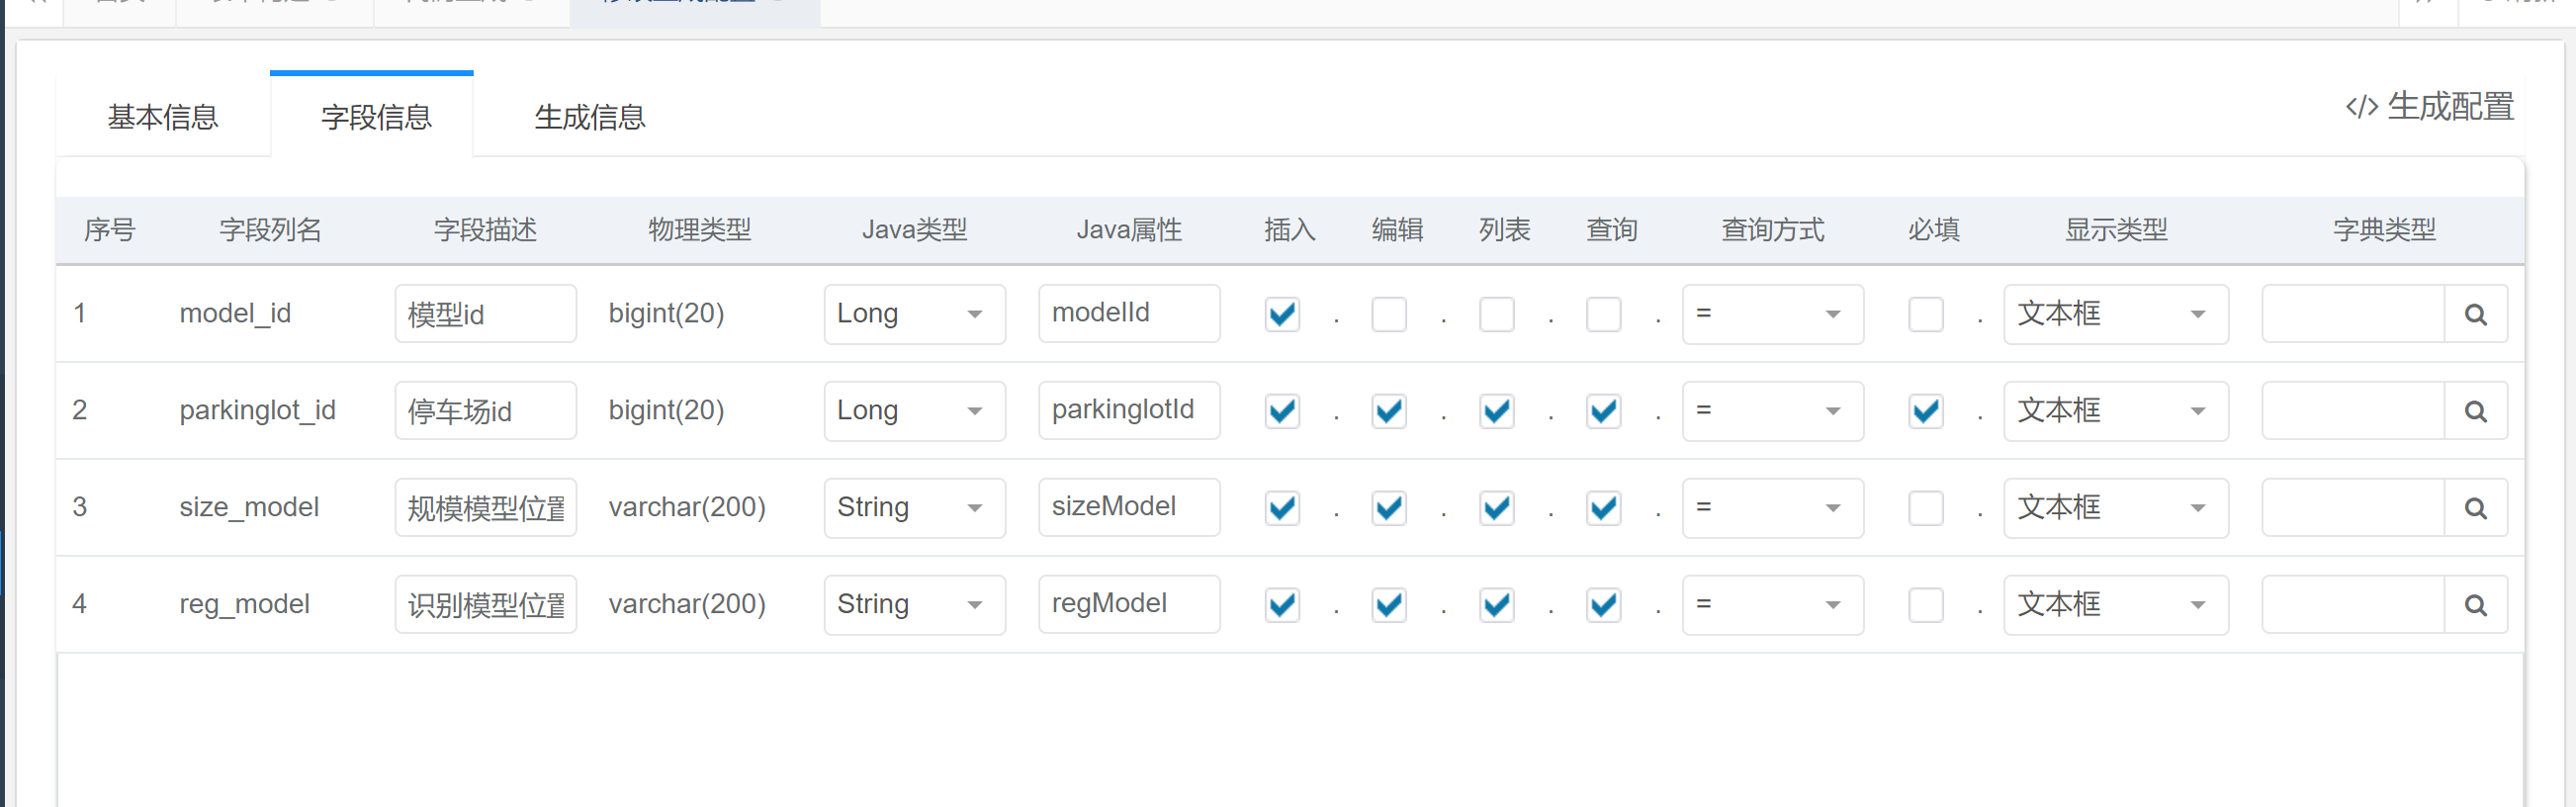 基本信息 字段信息 生成信息 </> 生成配置
序号 字段列名 字段描述 物理类型 Java类型 Java属性 插入 编辑 列表 查询 查询方式 必填 显示类型 字典类型
1 model_id 模型id bigint(20) Long modelId . . . . = . 文本框
2 parkinglot_id 停车场id bigint(20) Long parkinglotId . . . . = . 文本框
3 size_model 规模模型位置 varchar(200) String sizeModel . . . . = . 文本框
4 reg_model 识别模型位置 varchar(200) String regModel . . . . = . 文本框